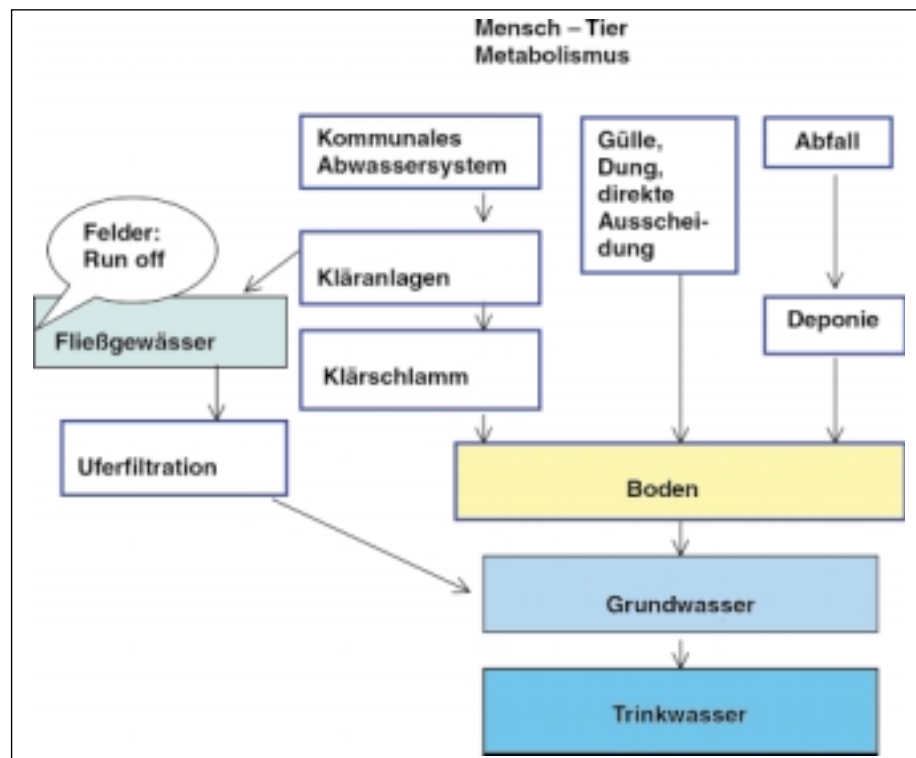 Mensch – Tier
Metabolismus
Kommunales
Abwassersystem
Gülle,
Dung,
direkte
Ausschei-
dung
Abfall
Felder:
Run off
Kläranlagen
Fließgewässer
Deponie
Klärschlamm
Uferfiltration
Boden
Grundwasser
Trinkwasser